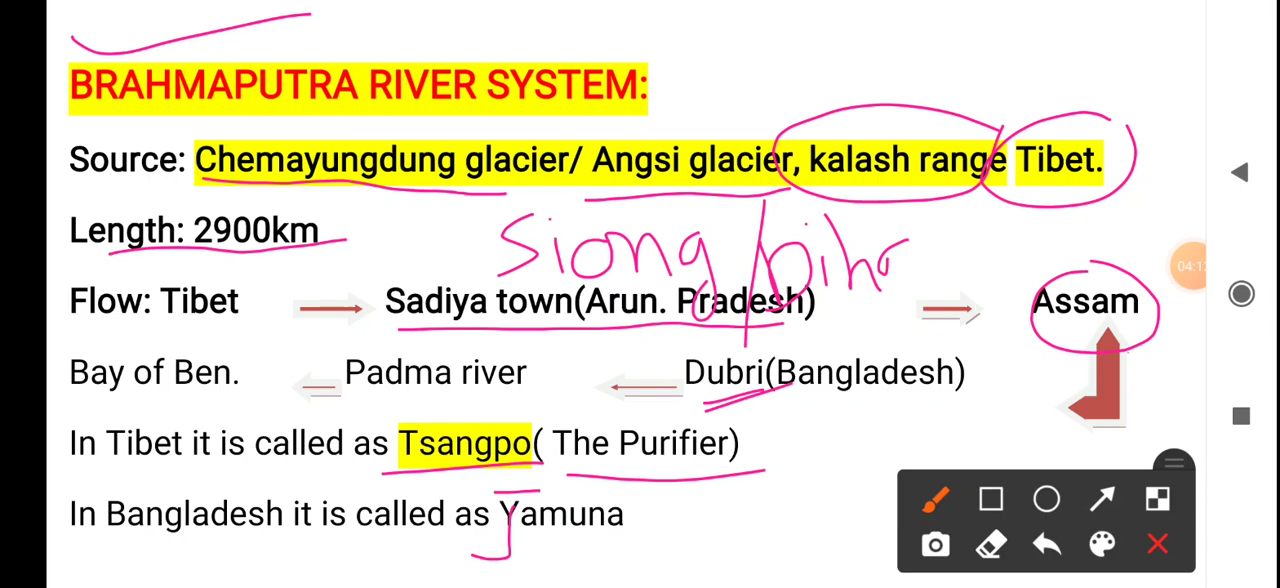 BRAHMAPUTRA RIVER SYSTEM:
Source: Chemayungdung glacier/ Angsi glacier, kalash range Tibet.
Length: 2900km
Siong/Dihr
Flow: Tibet Sadiya town(Arun. Pradesh) Assam
Bay of Ben. Padma river Dubri(Bangladesh)
In Tibet it is called as Tsangpo( The Purifier)
In Bangladesh it is called as Yamuna